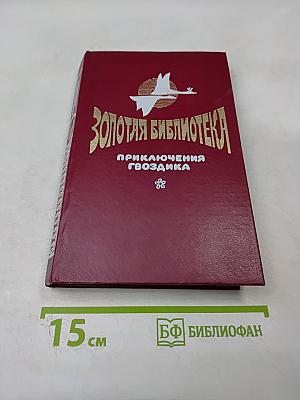 ЗОЛОТАЯ БИБЛИОТЕКА
ПРИКЛЮЧЕНИЯ
ГВОЗДИКА
15 см
БФ БИБЛИОФАН